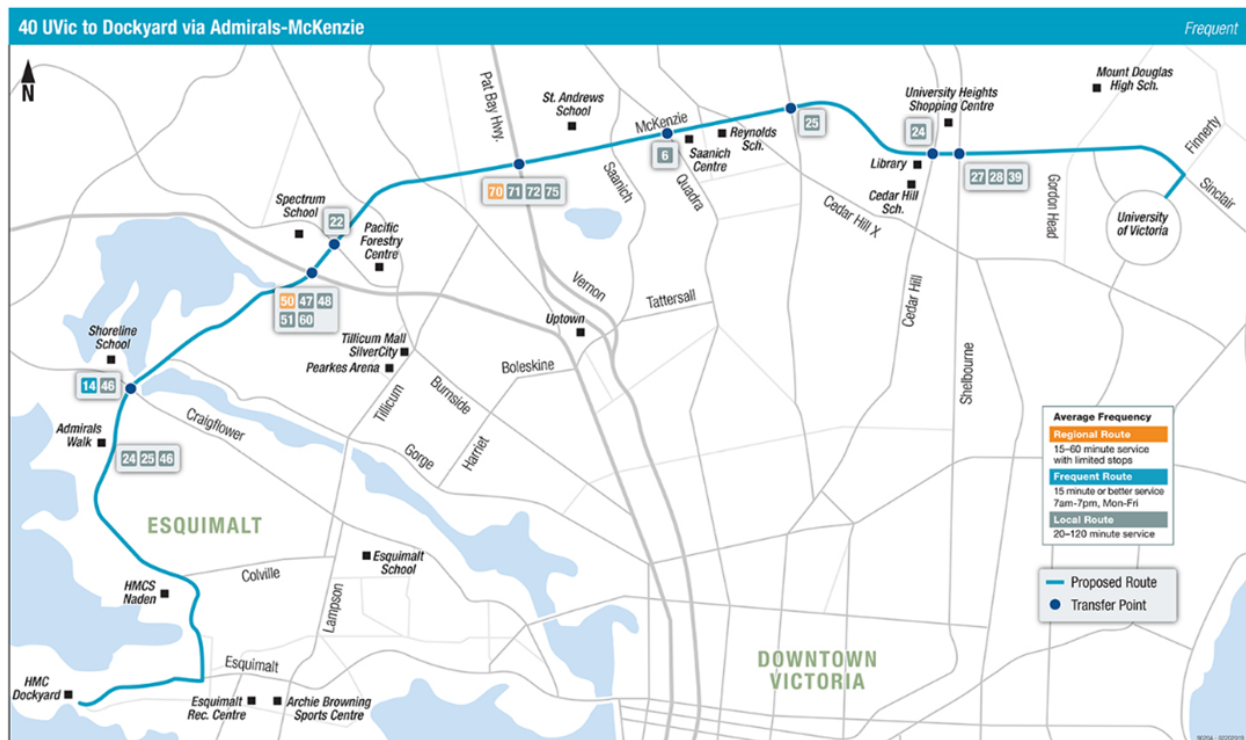 40 UVic to Dockyard via Admirals-McKenzie
Frequent
N
Pat Bay Hwy.
St. Andrews
School
McKenzie
6
Saanich
Centre
Reynolds
Sch.
25
University Heights
Shopping Centre
24
Library
Cedar Hill
Sch.
27 28 39
Mount Douglas
High Sch.
Finnerty
Sinclair
Gordon Head
University
of Victoria
Spectrum
School
22
Pacific
Forestry
Centre
70 71 72 75
Saanich
Quadra
Cedar Hill X
50 47 48
51 60
Vernon
Tattersall
Uptown
Cedar Hill
Shelbourne
Shoreline
School
14 46
Tillicum Mall
SilverCity
Pearkes Arena
Boleskine
Burnside
Tillicum
Harriet
Gorge
Craigflower
Admirals
Walk
24 25 46
ESQUIMALT
Colville
Esquimalt
School
HMCS
Naden
Lampson
Esquimalt
HMC
Dockyard
Esquimalt
Rec. Centre
Archie Browning
Sports Centre
DOWNTOWN
VICTORIA
Average Frequency
Regional Route
15–60 minute service
with limited stops
Frequent Route
15 minute or better service
7am-7pm, Mon-Fri
Local Route
20–120 minute service
Proposed Route
Transfer Point